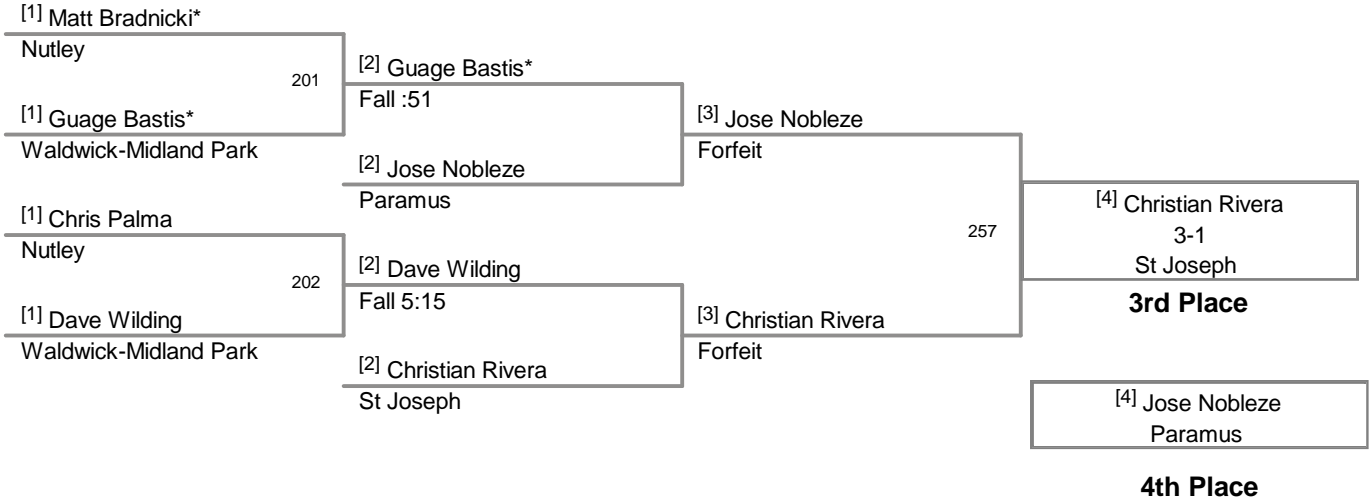 [1] Matt Bradnicki*
Nutley
201
[1] Guage Bastis*
Waldwick-Midland Park
[1] Chris Palma
Nutley
202
[1] Dave Wilding
Waldwick-Midland Park
[2] Guage Bastis*
Fall :51
[2] Jose Nobleze
Paramus
[2] Dave Wilding
Fall 5:15
[2] Christian Rivera
St Joseph
[3] Jose Nobleze
Forfeit
257
[3] Christian Rivera
Forfeit
[4] Christian Rivera
3-1
St Joseph
3rd Place
[4] Jose Nobleze
Paramus
4th Place